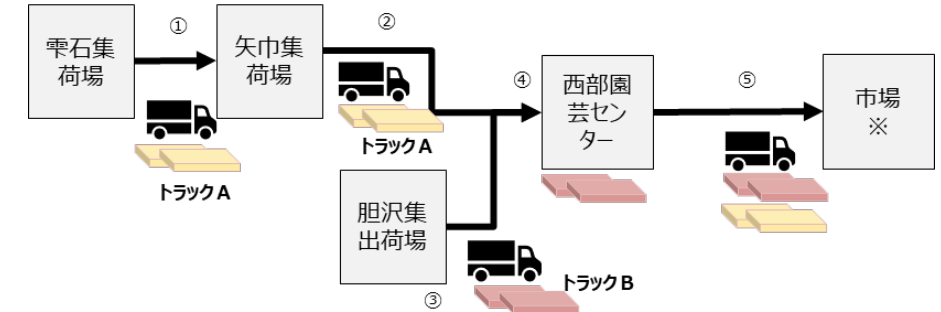 ①
②
雫石集
荷場
矢巾集
荷場
トラックA
トラックA
胆沢集
出荷場
③
トラックB
④
西部園
芸セン
ター
⑤
市場
※